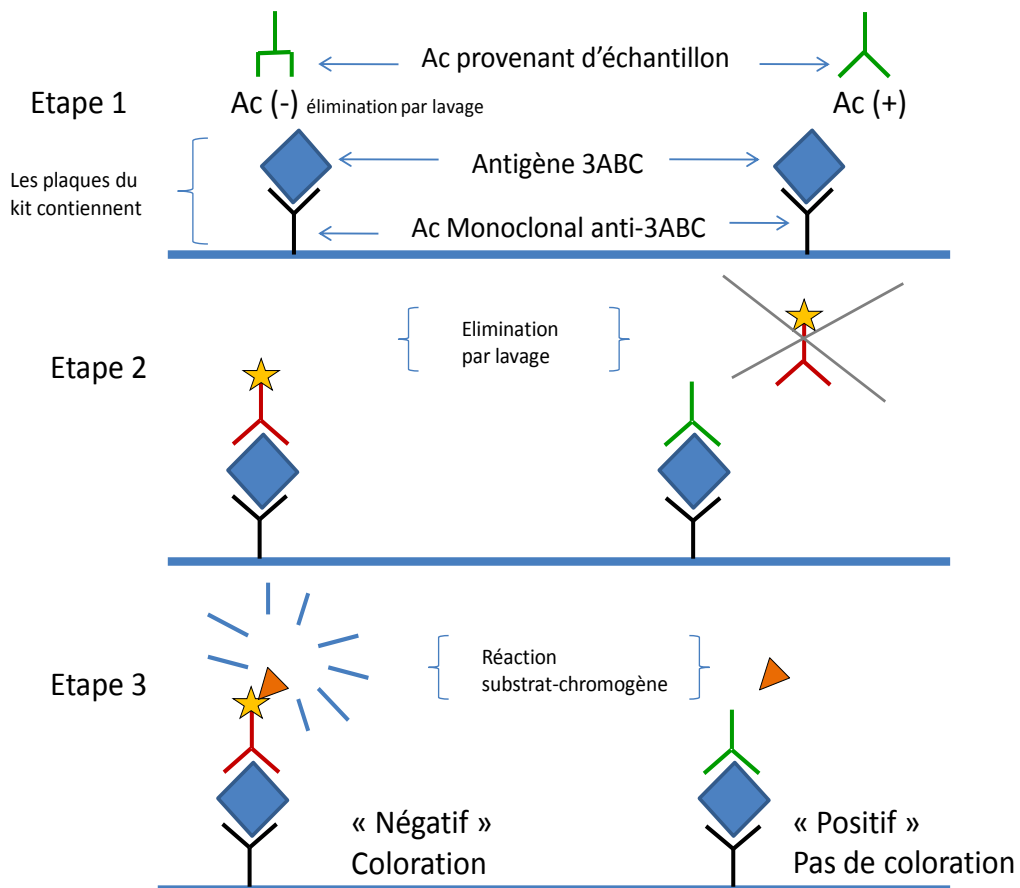 Ac provenant d'échantillon
Etape 1
Ac (-) élimination par lavage
Ac (+)
Les plaques du
kit contiennent
Antigène 3ABC
Ac Monoclonal anti-3ABC
Etape 2
Elimination
par lavage
Etape 3
Réaction
substrat-chromogène
« Négatif »
Coloration
« Positif »
Pas de coloration